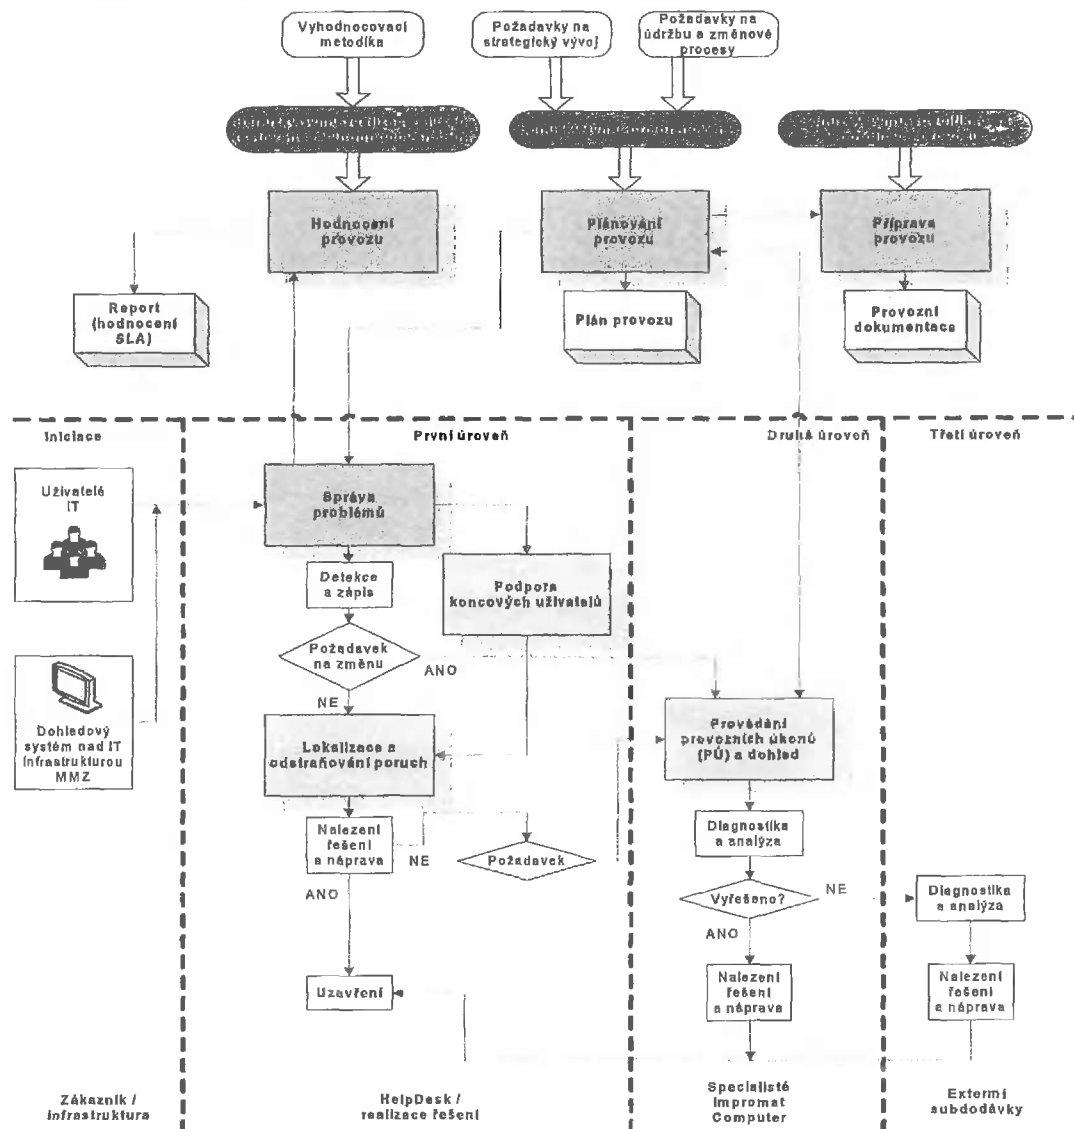 Vyhodnocovací
metodika
Požadavky na
strategický vývoj
Požadavky na
údržbu a změnové
procesy
Hodnocení
provozu
Plánování
provozu
Příprava
provozu
Report
(hodnocení
SLA)
Plán provozu
Provozní
dokumentace
Iniciace
První úroveň
Druhá úroveň
Třetí úroveň
Uživatelé
IT
Správa
problémů
Detekce
a zápis
Podpora
koncových uživatelů
Požadavek
na změnu
ANO
NE
Dohledový
systém nad IT
infrastrukturou
MMZ
Lokalizace a
odstraňování poruch
Provádění
provozních úkonů
(PÚ) a dohled
Nalezení
řešení
a náprava
NE
Požadavek
ANO
Diagnostika
a analýza
Vyřešeno?
NE
ANO
Diagnostika
a analýza
Uzavření
Nalezení
řešení
a náprava
Nalezení
řešení
a náprava
Zákazník /
infrastruktura
HelpDesk /
realizace řešení
Specialisté
Impromat
Computer
Externí
subdodávky